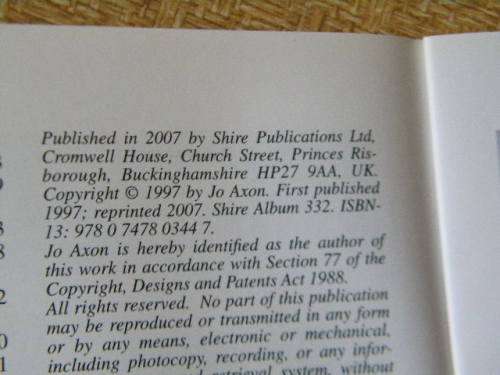 Published in 2007 by Shire Publications Ltd,
Cromwell House, Church Street, Princes Ris-
borough, Buckinghamshire HP27 9AA, UK.
Copyright © 1997 by Jo Axon. First published
1997; reprinted 2007. Shire Album 332. ISBN-
13: 978 0 7478 0344 7.
Jo Axon is hereby identified as the author of
this work in accordance with Section 77 of the
Copyright, Designs and Patents Act 1988.
All rights reserved. No part of this publication
may be reproduced or transmitted in any form
or by any means, electronic or mechanical,
including photocopy, recording, or any infor-
retrieval system, without